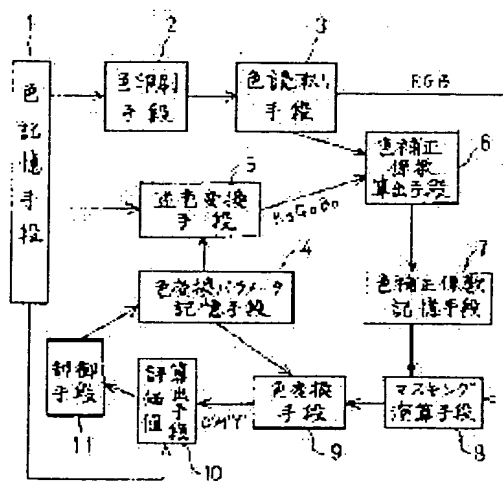 1
2
3
色記憶手段
色印刷
手段
色読取り
手段
RGB
5
逆色変換
手段
R₀G₀B₀
色補正
係数
算出手段
6
4
色変換パラメータ
記憶手段
7
色補正係数
記憶手段
制御
手段
11
評価値
算出手段
10
C'M'Y'
色変換
手段
9
マスキング
演算手段
8